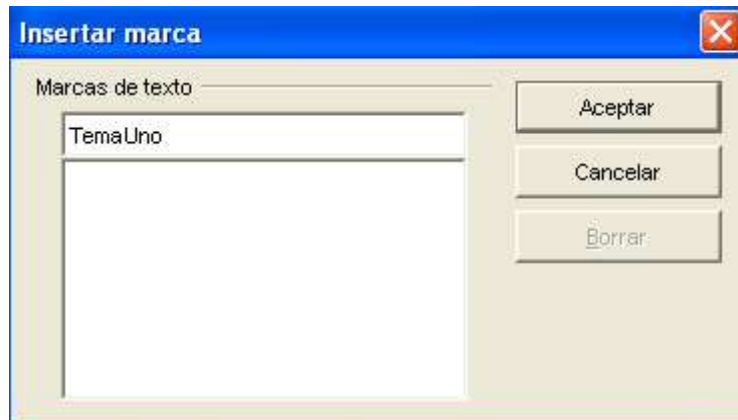 Insertar marca
Marcas de texto
TemaUno
Aceptar
Cancelar
Borrar